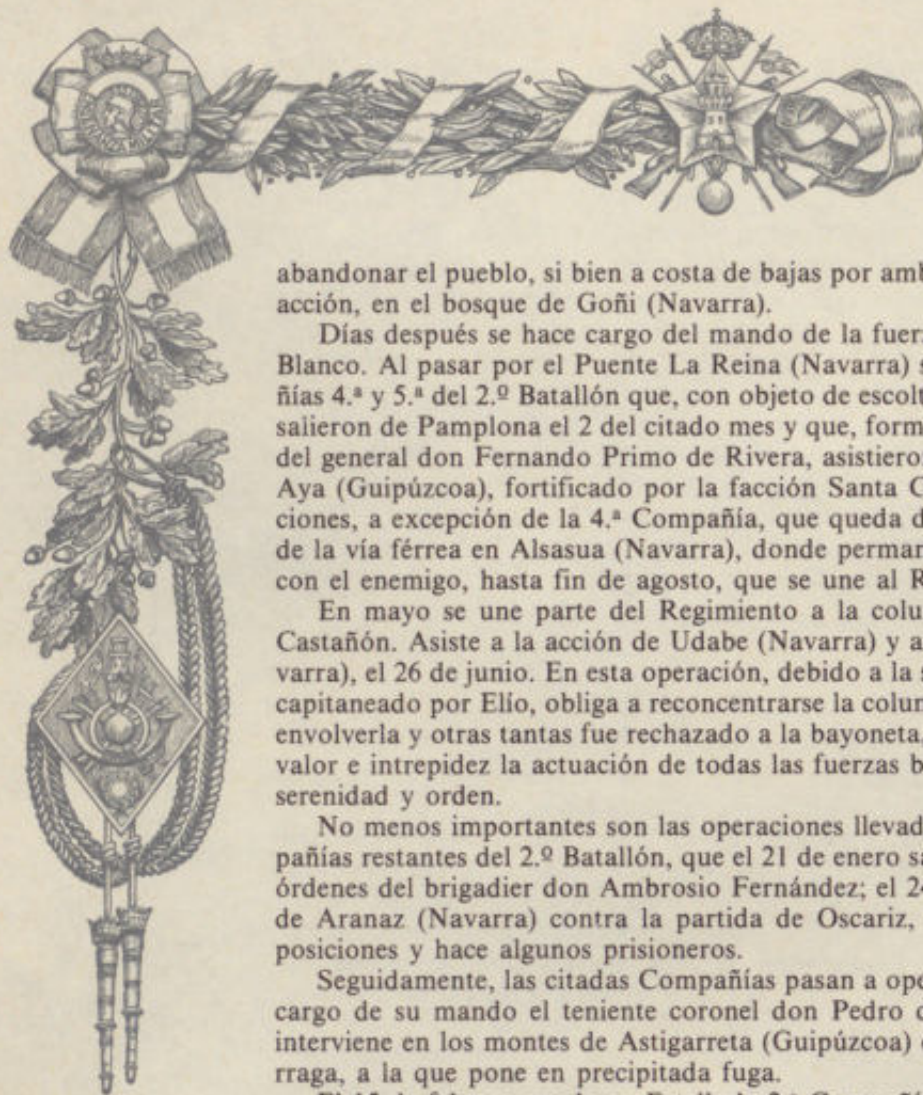 abandonar el pueblo, si bien a costa de bajas por amb
acción, en el bosque de Goñi (Navarra).
Días después se hace cargo del mando de la fuer
Blanco. Al pasar por el Puente La Reina (Navarra) s
ñías 4.ª y 5.ª del 2.º Batallón que, con objeto de escolt
salieron de Pamplona el 2 del citado mes y que, form
del general don Fernando Primo de Rivera, asistiero
Aya (Guipúzcoa), fortificado por la facción Santa C
ciones, a excepción de la 4.ª Compañía, que queda d
de la vía férrea en Alsasua (Navarra), donde perman
con el enemigo, hasta fin de agosto, que se une al R
En mayo se une parte del Regimiento a la colu
Castañón. Asiste a la acción de Udabe (Navarra) y a
varra), el 26 de junio. En esta operación, debido a la s
capitaneado por Elío, obliga a reconcentrarse la colu
envolverla y otras tantas fue rechazado a la bayoneta.
valor e intrepidez la actuación de todas las fuerzas b
serenidad y orden.
No menos importantes son las operaciones llevad
pañías restantes del 2.º Batallón, que el 21 de enero sa
órdenes del brigadier don Ambrosio Fernández; el 24
de Aranaz (Navarra) contra la partida de Oscariz,
posiciones y hace algunos prisioneros.
Seguidamente, las citadas Compañías pasan a ope
cargo de su mando el teniente coronel don Pedro d
interviene en los montes de Astigarreta (Guipúzcoa) 
rraga, a la que pone en precipitada fuga.